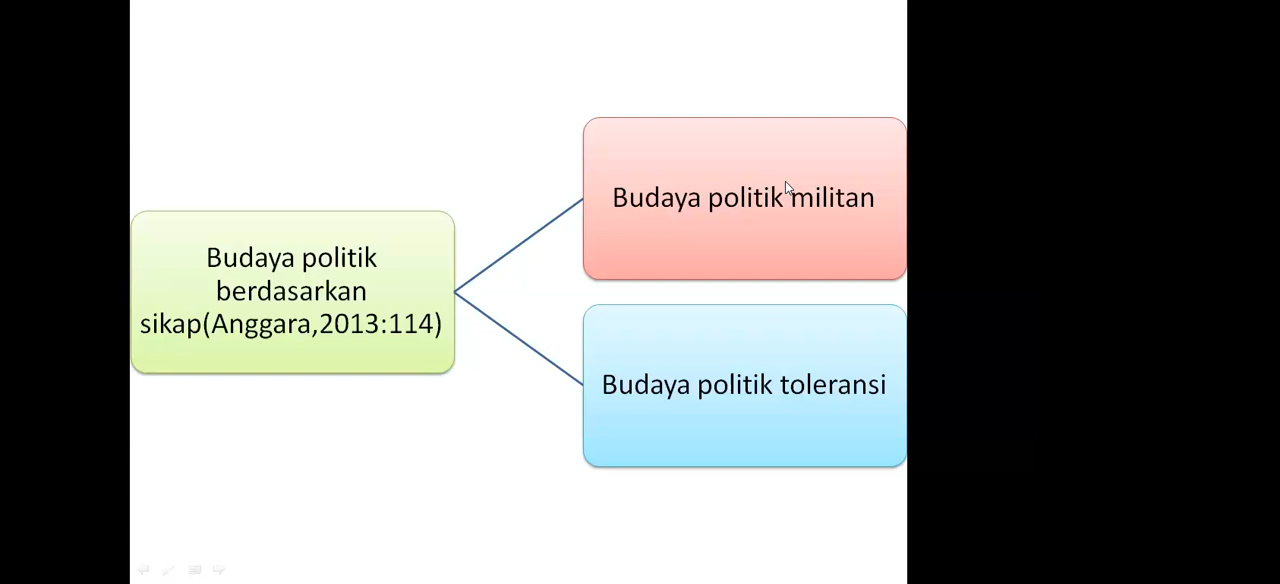 Budaya politik
berdasarkan
sikap(Anggara,2013:114)
Budaya politik militan
Budaya politik toleransi